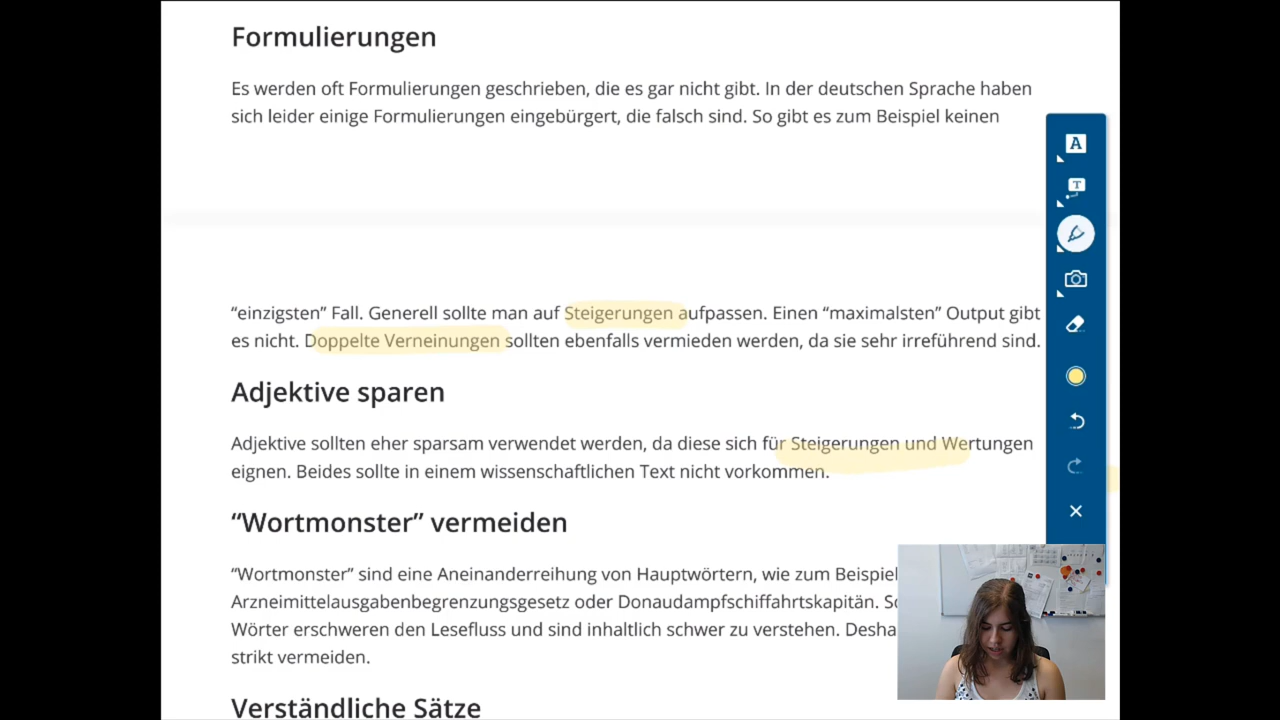 Formulierungen
Es werden oft Formulierungen geschrieben, die es gar nicht gibt. In der deutschen Sprache haben
sich leider einige Formulierungen eingebürgert, die falsch sind. So gibt es zum Beispiel keinen
“einzigsten” Fall. Generell sollte man auf Steigerungen aufpassen. Einen “maximalsten” Output gibt
es nicht. Doppelte Verneinungen sollten ebenfalls vermieden werden, da sie sehr irreführend sind.
Adjektive sparen
Adjektive sollten eher sparsam verwendet werden, da diese sich für Steigerungen und Wertungen
eignen. Beides sollte in einem wissenschaftlichen Text nicht vorkommen.
“Wortmonster” vermeiden
“Wortmonster” sind eine Aneinanderreihung von Hauptwörtern, wie zum Beispiel
Arzneimittelausgabenbegrenzungsgesetz oder Donaudampfschiffahrtskapitän.
Wörter erschweren den Lesefluss und sind inhaltlich schwer zu verstehen.
strikt vermeiden.
Verständliche Sätze
A
T